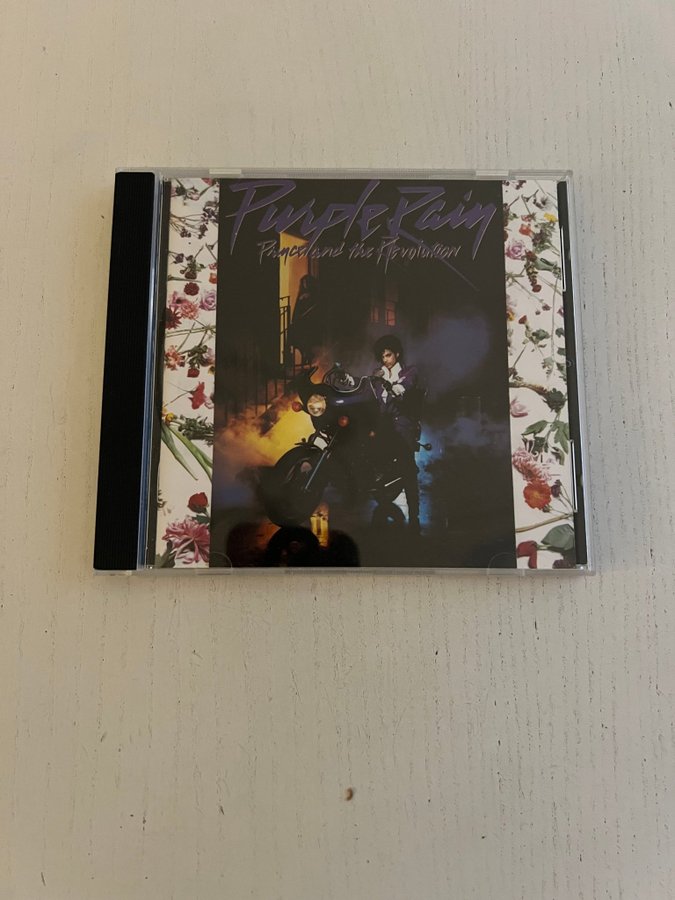 Purple Rain
Prince and the Revolution